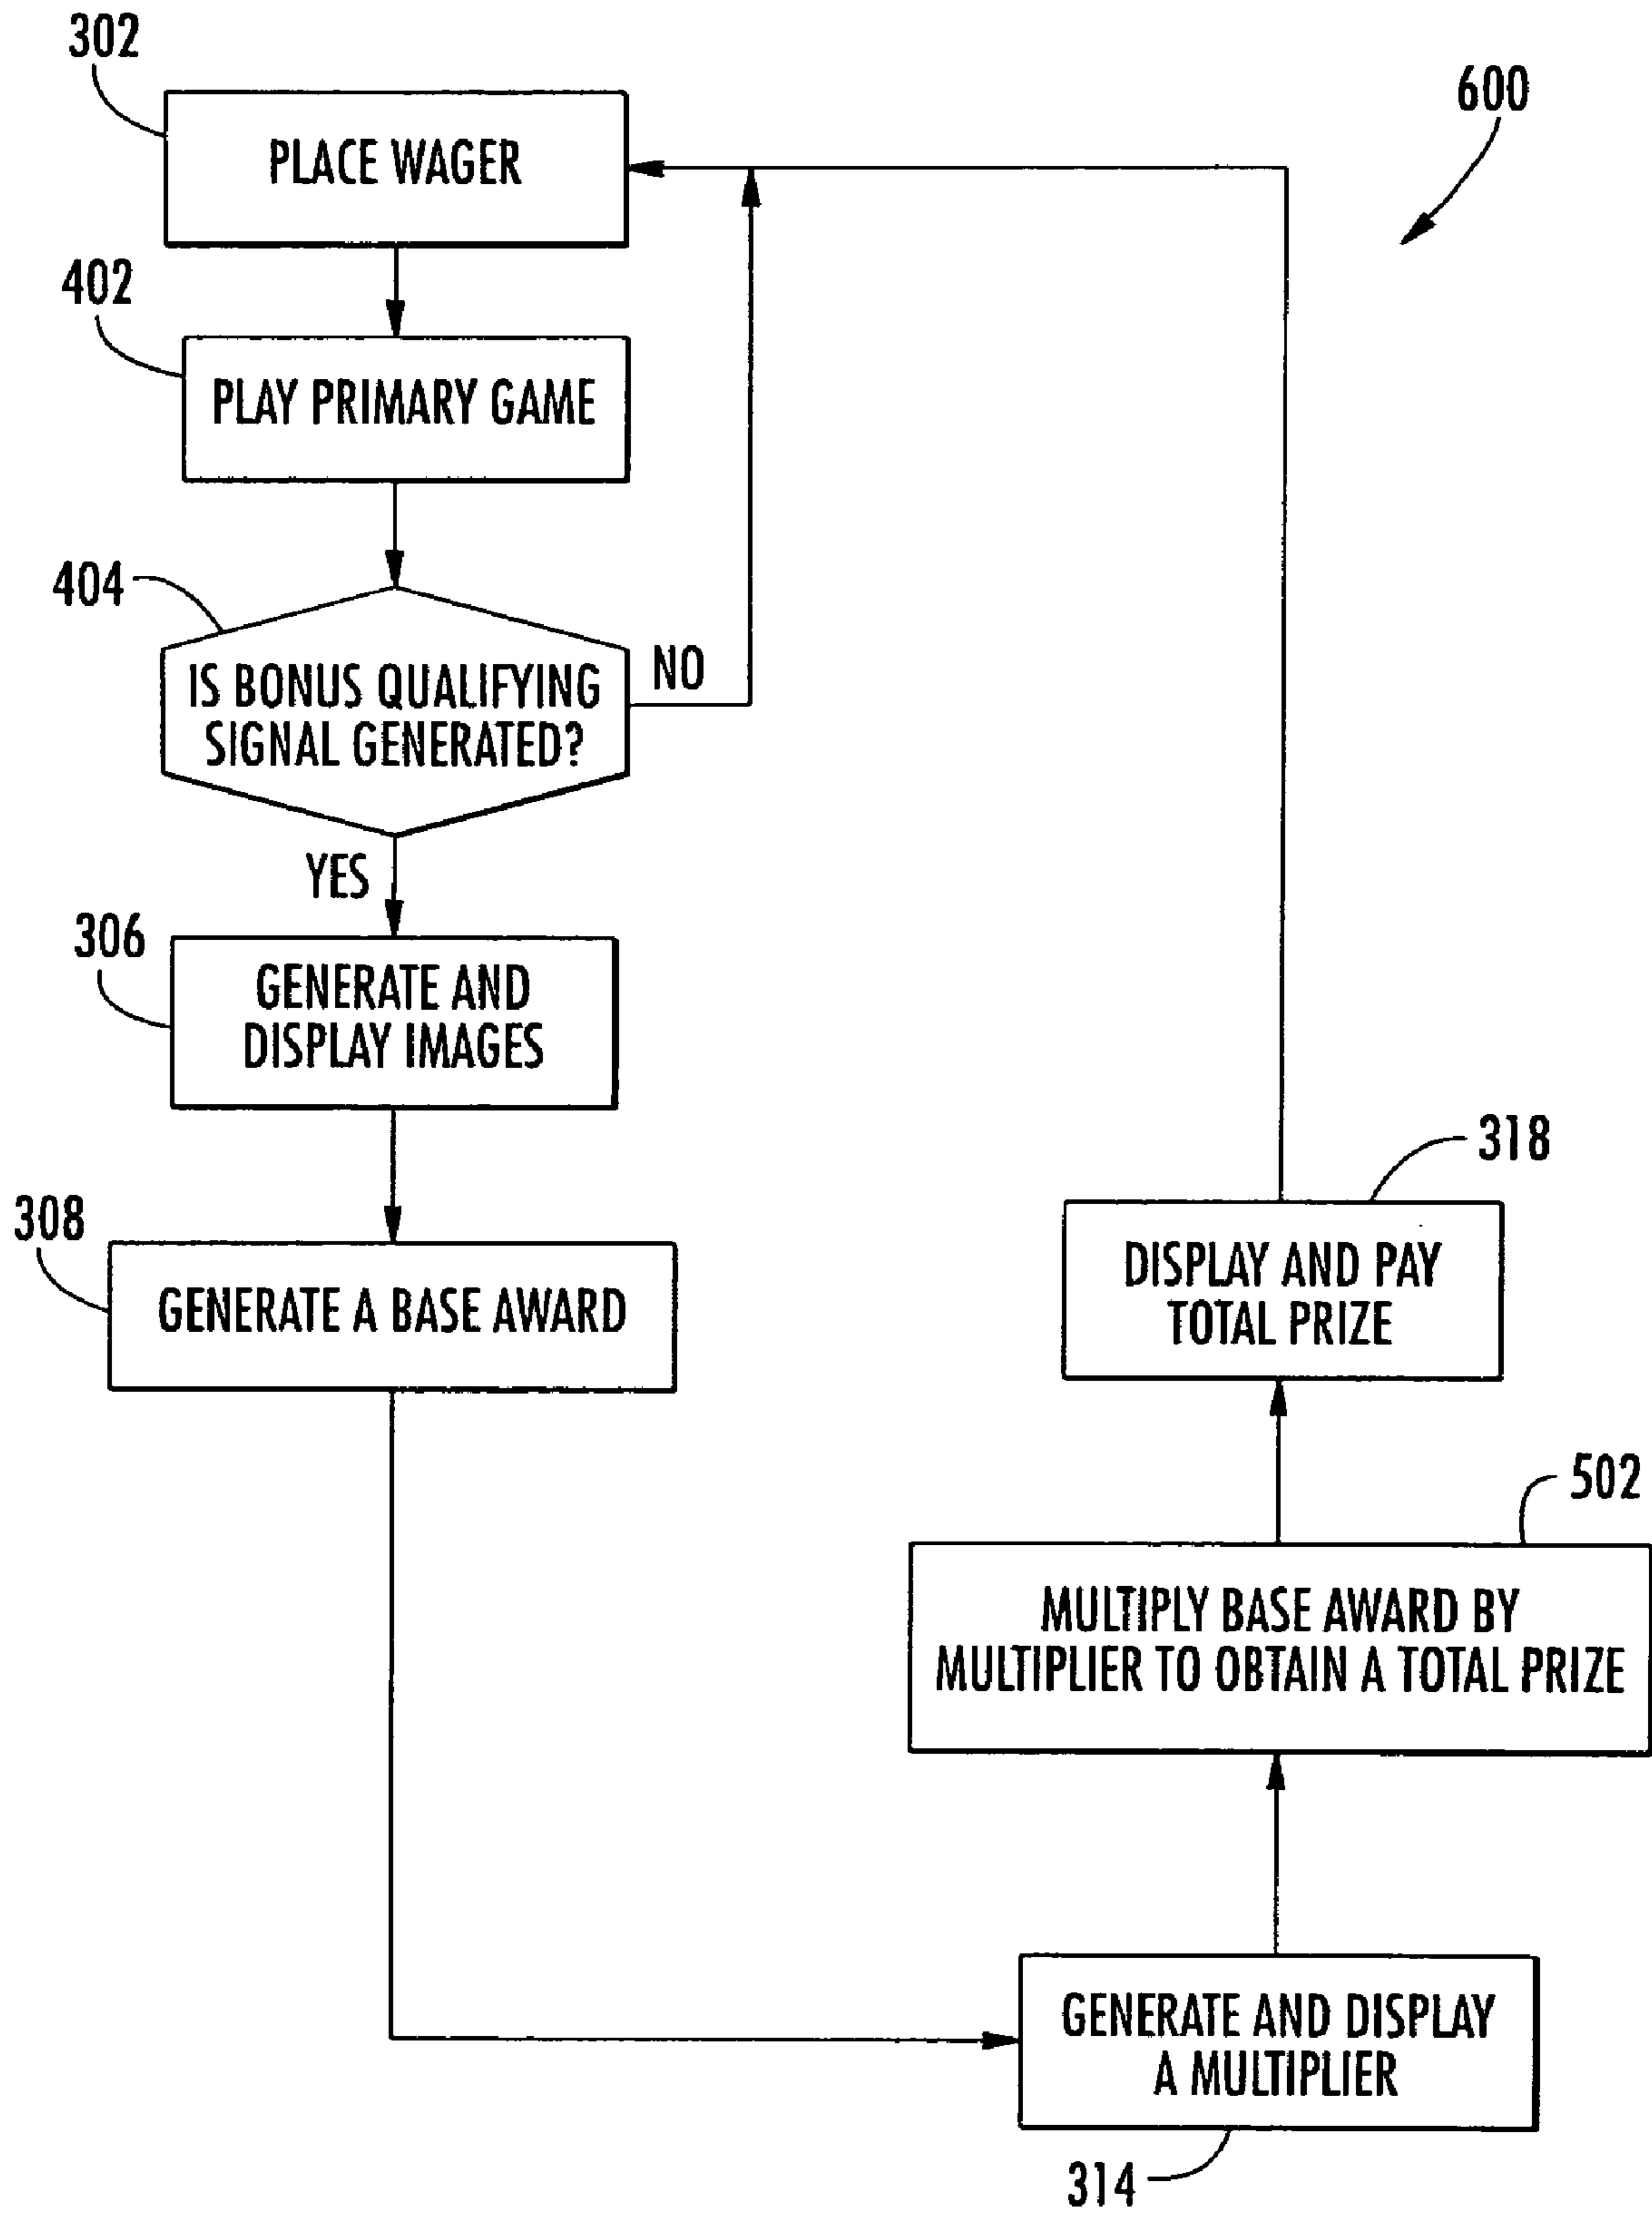 302
600
PLACE WAGER
402
PLAY PRIMARY GAME
404
IS BONUS QUALIFYING
SIGNAL GENERATED?
NO
YES
306
GENERATE AND
DISPLAY IMAGES
308
GENERATE A BASE AWARD
318
DISPLAY AND PAY
TOTAL PRIZE
502
MULTIPLY BASE AWARD BY
MULTIPLIER TO OBTAIN A TOTAL PRIZE
GENERATE AND DISPLAY
A MULTIPLIER
314